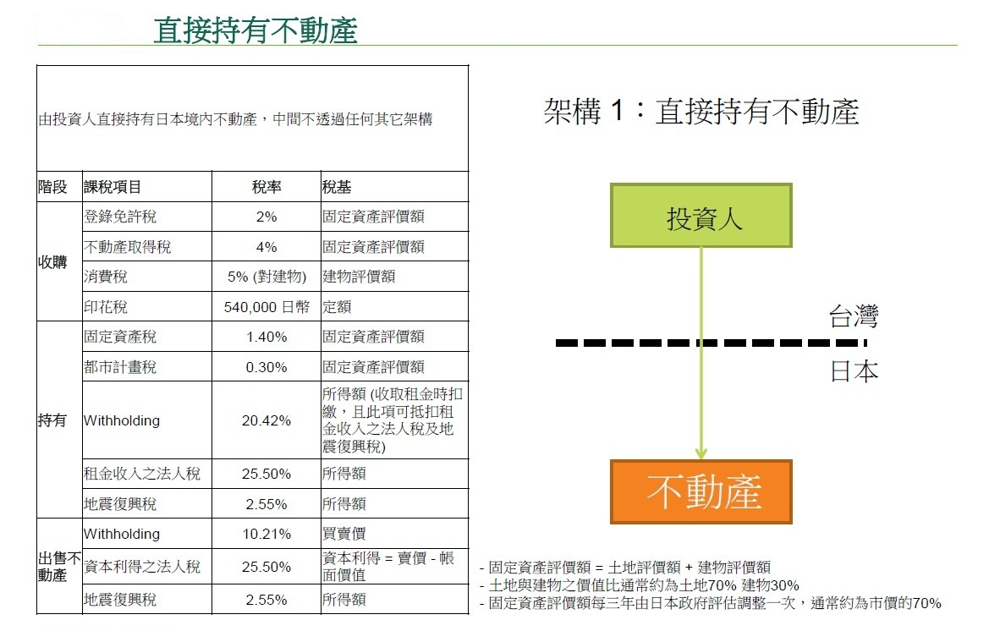 直接持有不動產
由投資人直接持有日本境內不動產，中間不透過任何其它架構
階段 課稅項目 稅率 稅基
收購
登錄免許稅 2% 固定資產評價額
不動產取得稅 4% 固定資產評價額
消費稅 5% (對建物) 建物評價額
印花稅 540,000 日幣 定額
持有
固定資產稅 1.40% 固定資產評價額
都市計畫稅 0.30% 固定資產評價額
Withholding 20.42%
所得額 (收取租金時扣
繳，且此項可抵扣租
金收入之法人稅及地
震復興稅)
租金收入之法人稅 25.50% 所得額
地震復興稅 2.55% 所得額
出售不
動產
Withholding 10.21% 買賣價
資本利得之法人稅 25.50%
資本利得 = 賣價 - 帳
面價值
地震復興稅 2.55% 所得額
架構 1：直接持有不動產
投資人
台灣
日本
不動產
- 固定資產評價額 = 土地評價額 + 建物評價額
- 土地與建物之價值比通常約為土地70% 建物30%
- 固定資產評價額每三年由日本政府評估調整一次，通常約為市價的70%